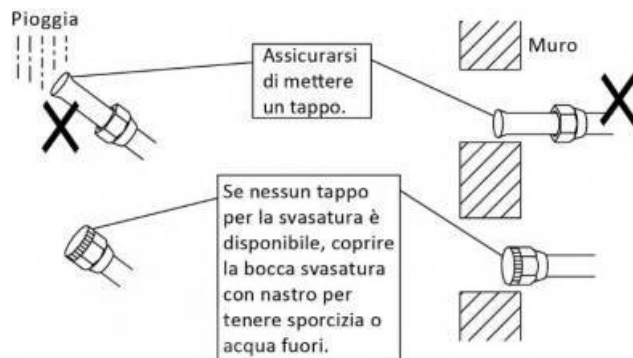 Pioggia
Muro
Assicurarsi
di mettere
un tappo.
Se nessun tappo
per la svasatura è
disponibile, coprire
la bocca svasatura
con nastro per
tenere sporcizia o
acqua fuori.